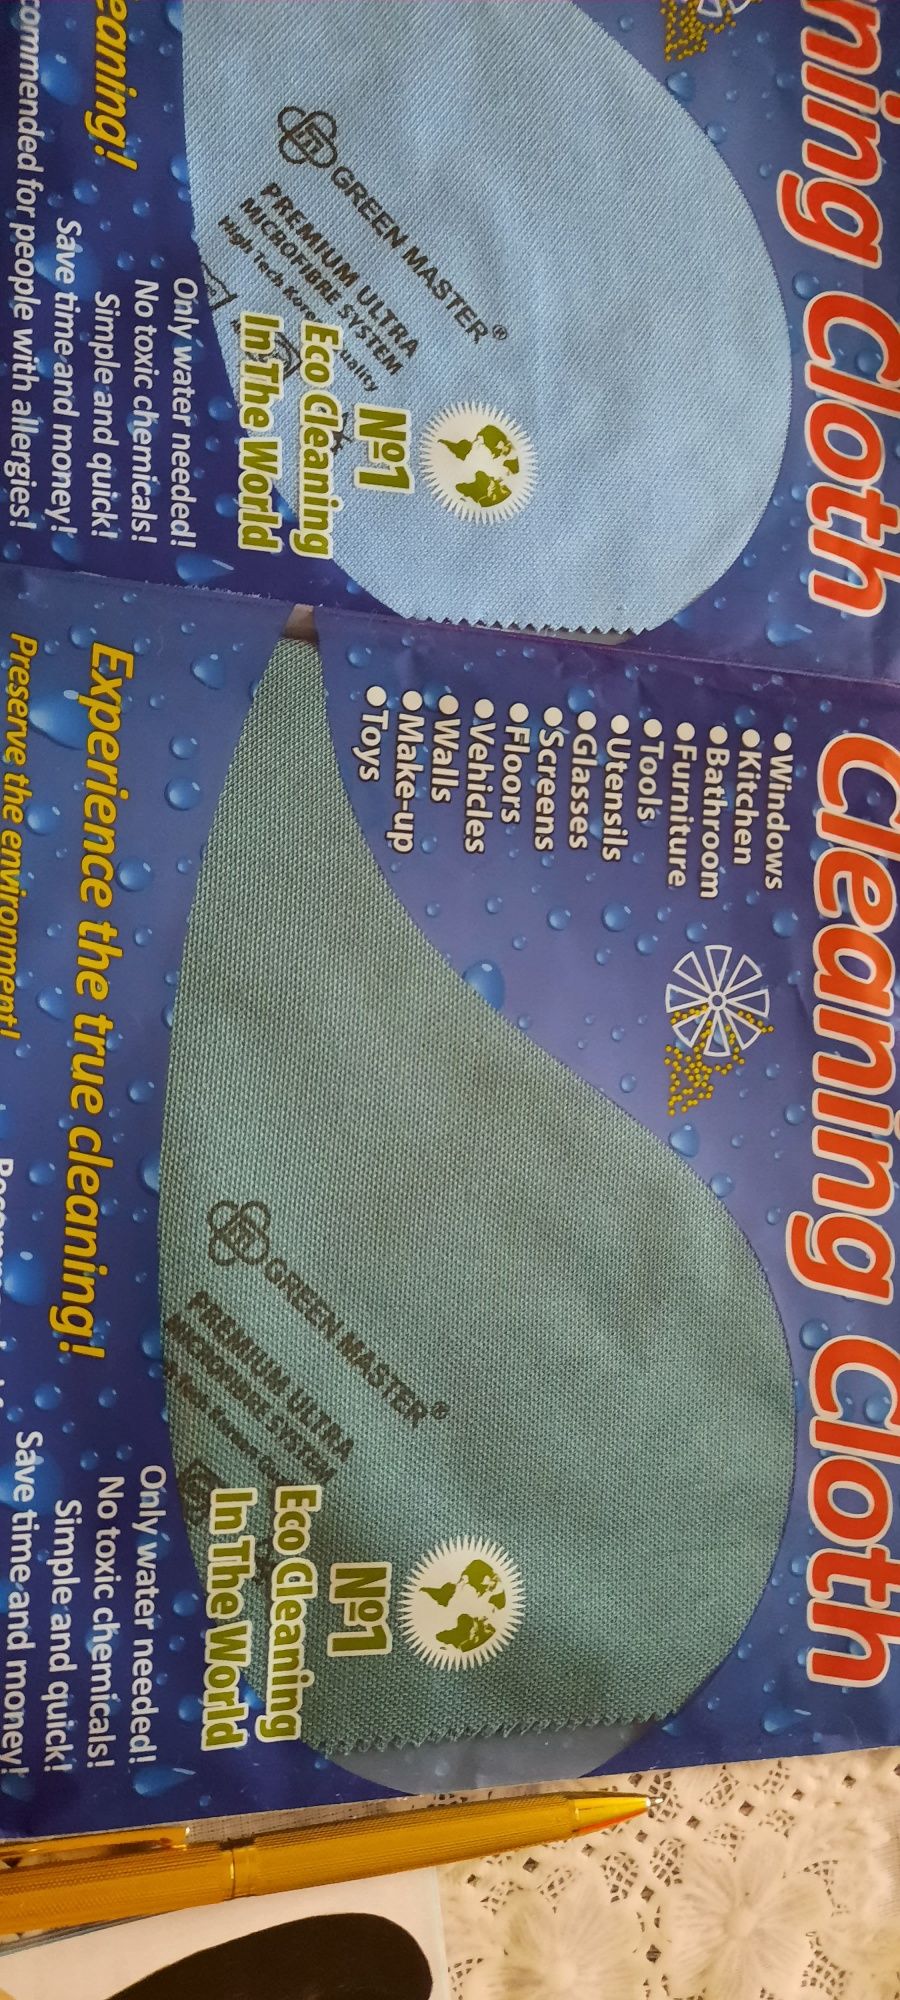 ning Cloth
GREEN MASTER®
PREMIUM ULTRA
MICROFIBRE SYSTEM
High Tech
uality
Nº1
Eco Cleaning
In The World
eaning!
Only water needed!
No toxic chemicals!
Simple and quick!
Save time and money!
commended for people with allergies!
Cleaning Cloth
●Windows
●Kitchen
●Bathroom
●Furniture
●Tools
●Utensils
●Glasses
●Screens
●Floors
●Vehicles
●Walls
●Make-up
●Toys
GREEN MASTER®
PREMIUM ULTRA
MICROFIBRE SYSTEM
Nº1
Eco Cleaning
In The World
Experience the true cleaning!
Preserve the environment!
Only water needed!
No toxic chemicals!
Simple and quick!
Save time and money!